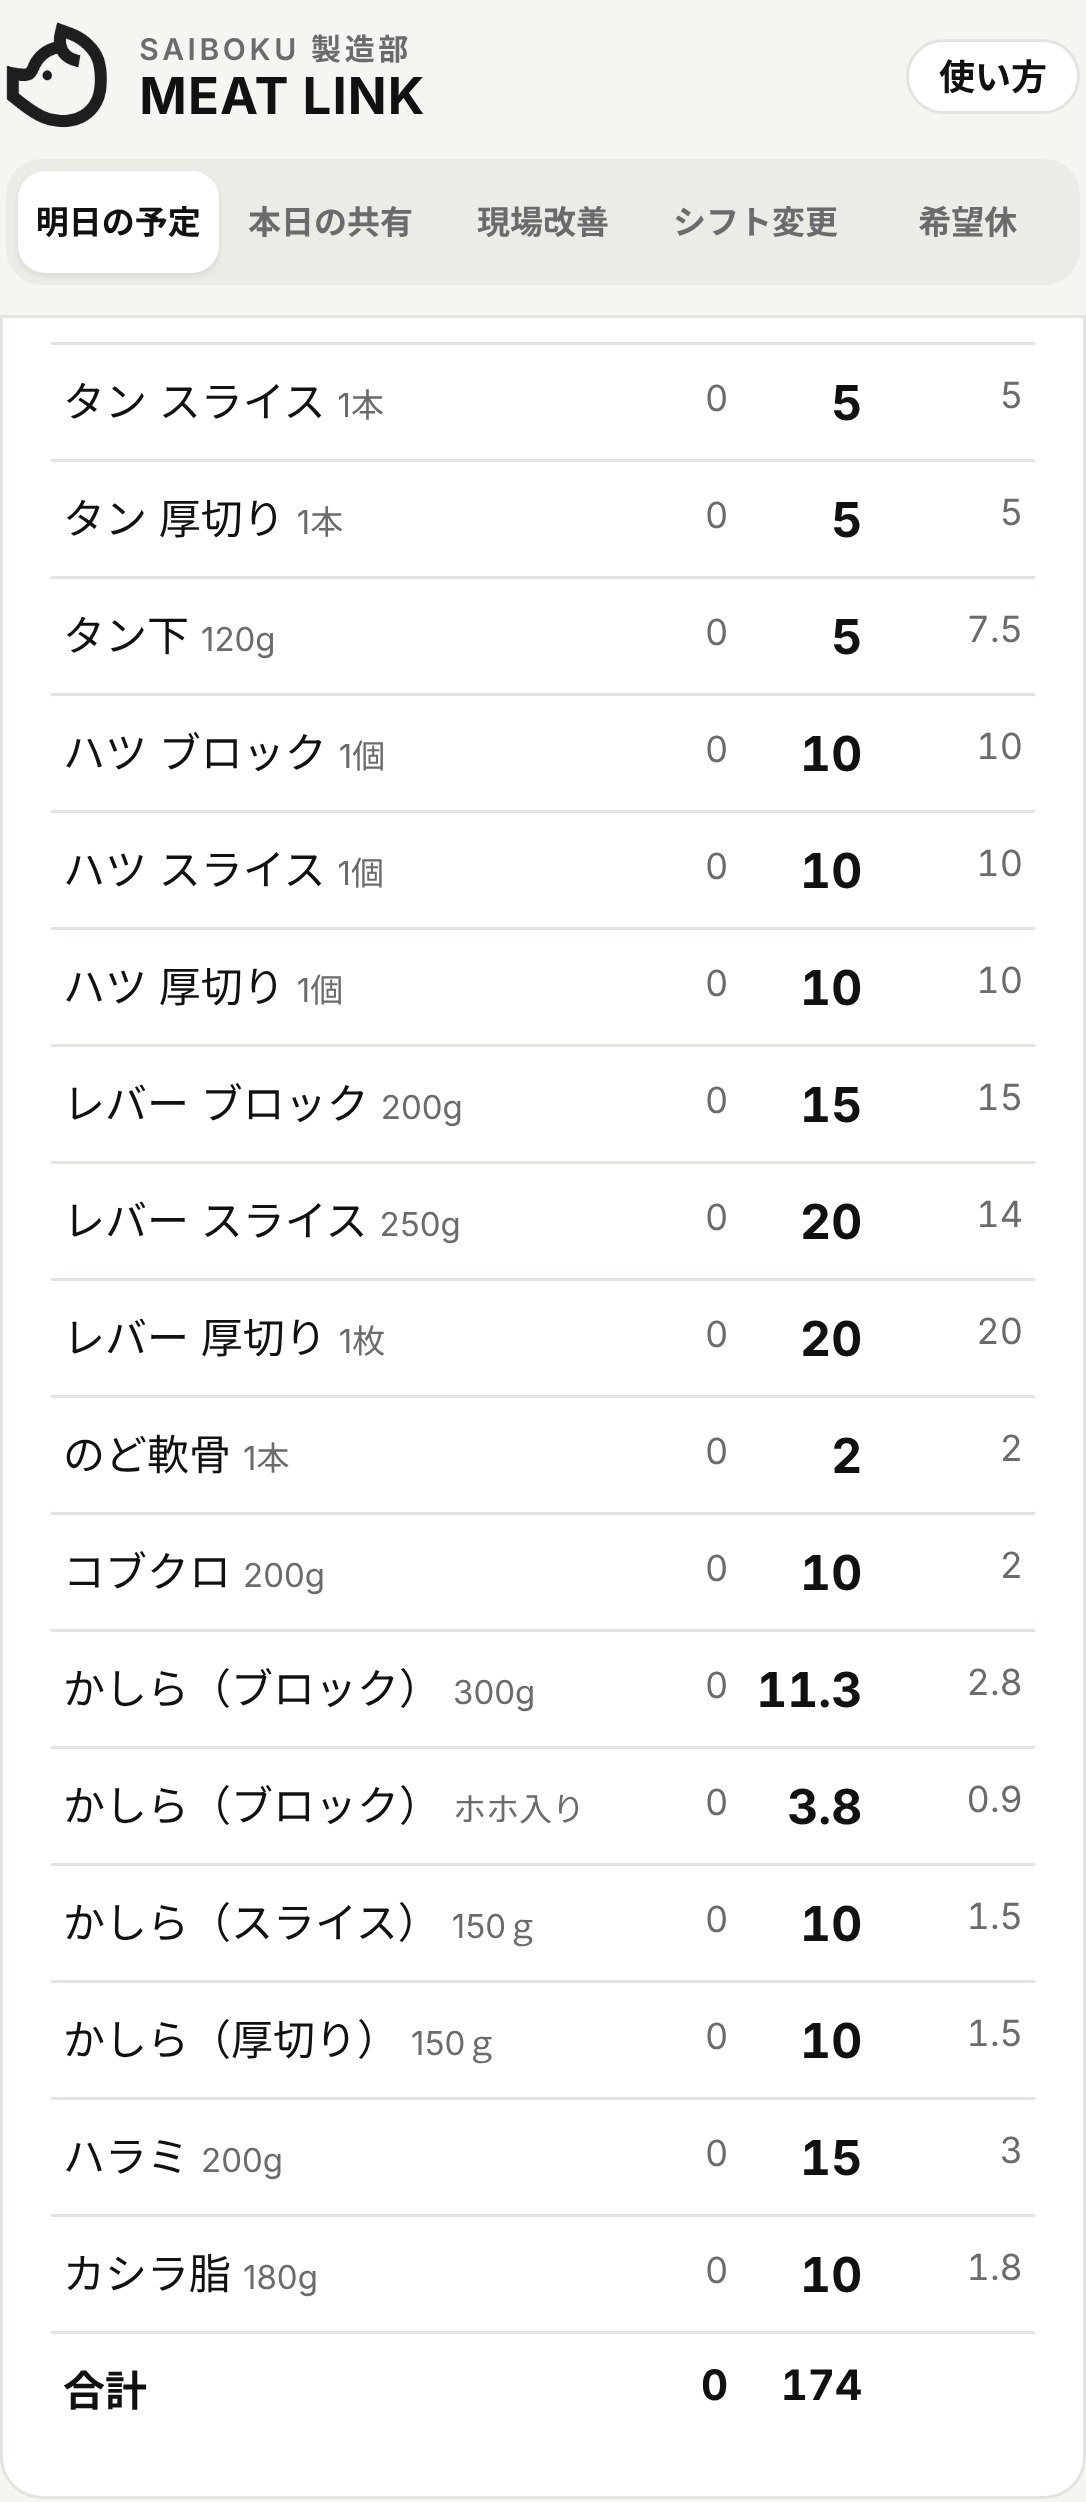 SAIBOKU 製造部
MEAT LINK
使い方
明日の予定 本日の共有 現場改善 シフト変更 希望休
タン スライス 1本 0 5 5
タン 厚切り 1本 0 5 5
タン下 120g 0 5 7.5
ハツ ブロック 1個 0 10 10
ハツ スライス 1個 0 10 10
ハツ 厚切り 1個 0 10 10
レバー ブロック 200g 0 15 15
レバー スライス 250g 0 20 14
レバー 厚切り 1枚 0 20 20
のど軟骨 1本 0 2 2
コブクロ 200g 0 10 2
かしら（ブロック） 300g 0 11.3 2.8
かしら（ブロック） ホホ入り 0 3.8 0.9
かしら（スライス） 150ｇ 0 10 1.5
かしら（厚切り） 150ｇ 0 10 1.5
ハラミ 200g 0 15 3
カシラ脂 180g 0 10 1.8
合計 0 174